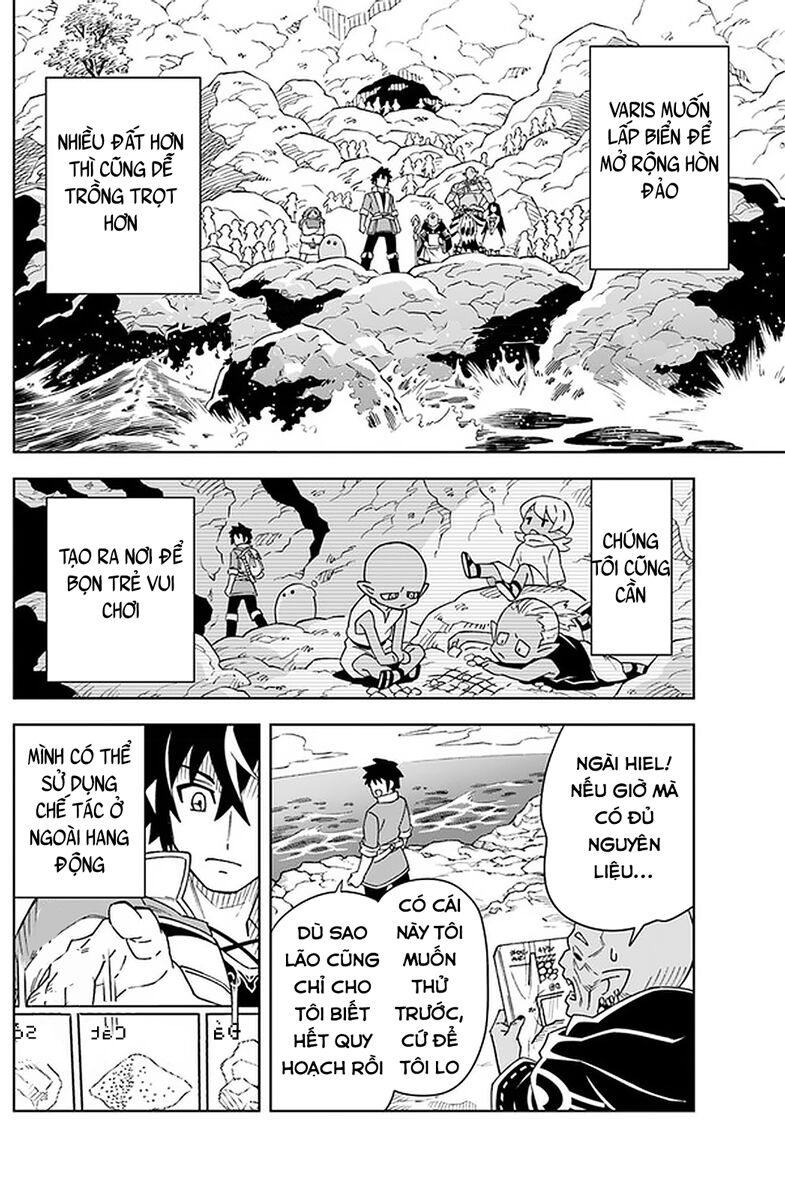 VARIS MUỐN
LẤP BIỂN ĐỂ
MỞ RỘNG HÒN
ĐẢO
NHIỀU ĐẤT HƠN
THÌ CŨNG DỄ
TRỒNG TRỌT
HƠN
CHÚNG
TÔI CŨNG
CẦN
TẠO RA NƠI ĐỂ
BỌN TRẺ VUI
CHƠI
NGÀI HIEL!
NẾU GIỜ MÀ
CÓ ĐỦ
NGUYÊN
LIỆU...
CÓ CÁI
NÀY TÔI
MUỐN
THỬ
TRƯỚC,
CỨ ĐỂ
TÔI LO
DÙ SAO
LÃO CŨNG
CHỈ CHO
TÔI BIẾT
HẾT QUY
HOẠCH RỒI
MÌNH CÓ THỂ
SỬ DỤNG
CHẾ TÁC Ở
NGOÀI HANG
ĐỘNG
Đá
Cát